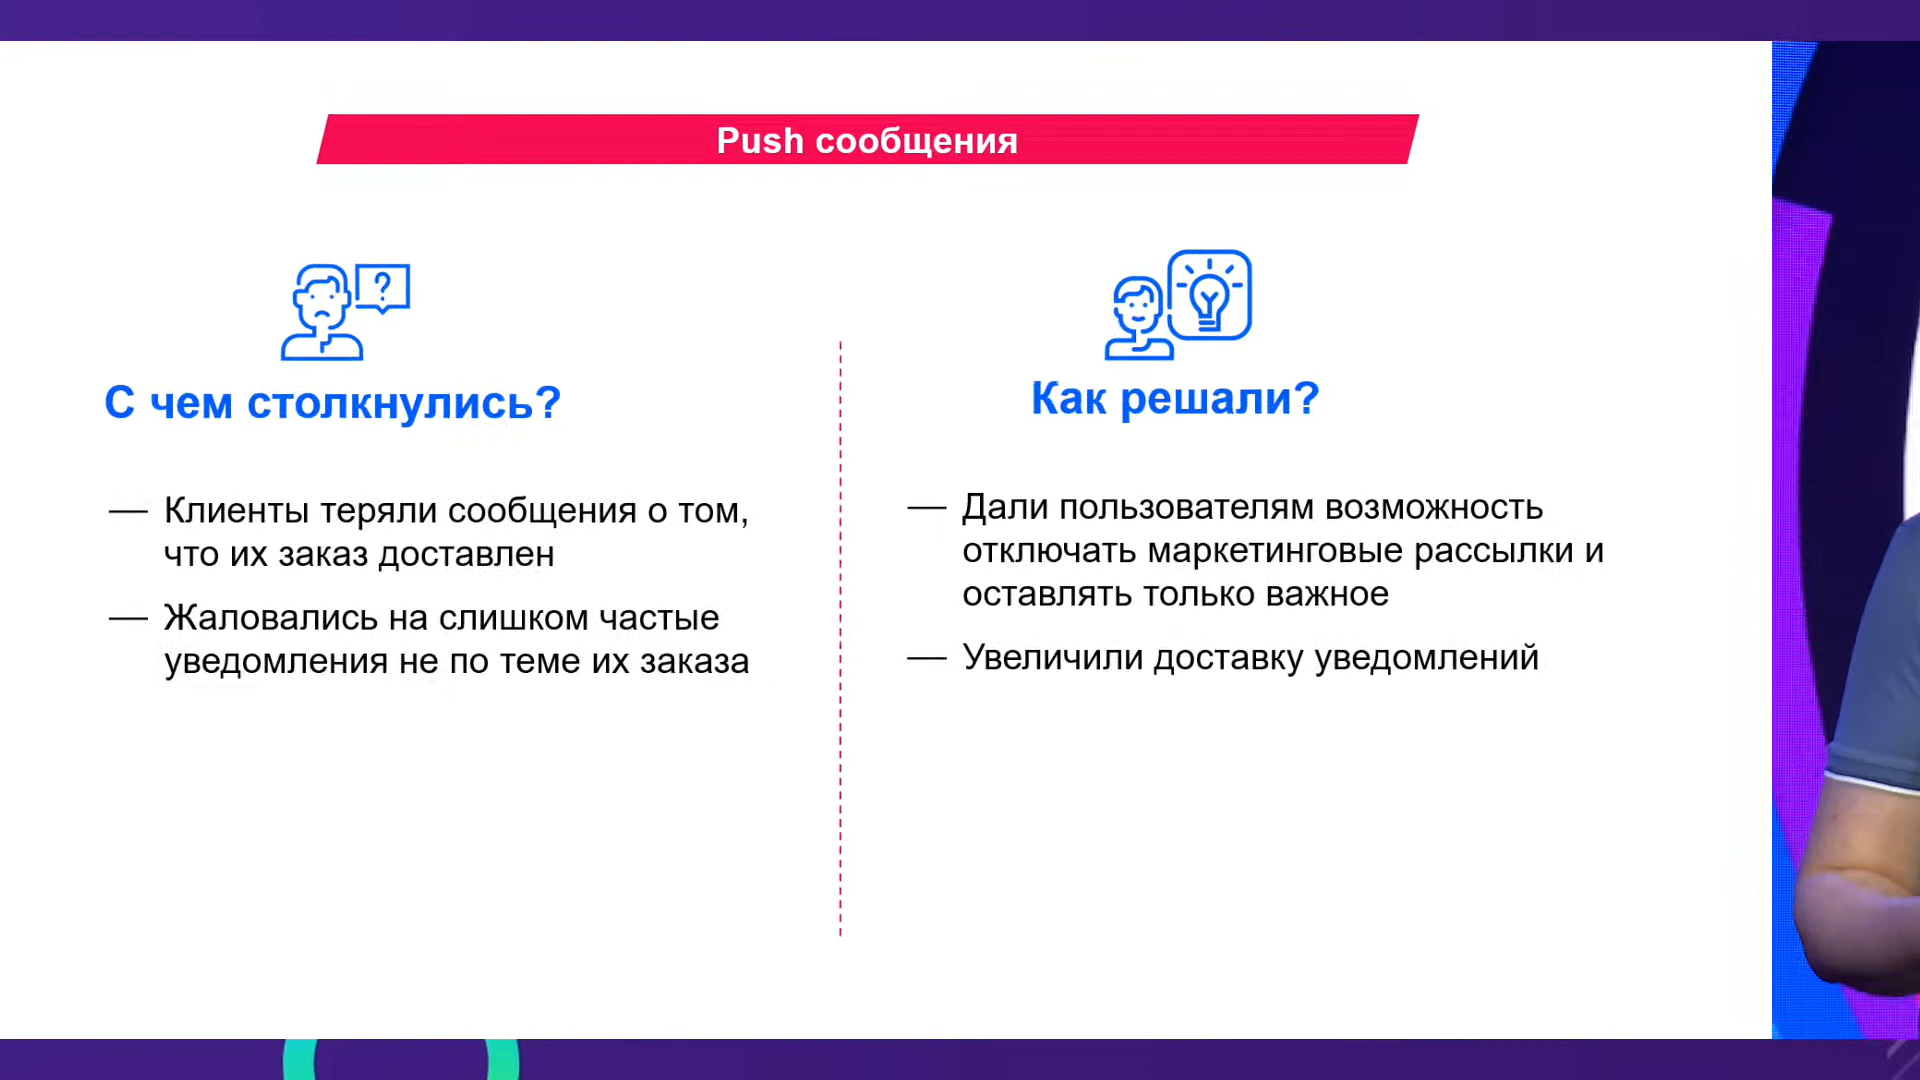 Push сообщения
?
С чем столкнулись?
— Клиенты теряли сообщения о том,
что их заказ доставлен
— Жаловались на слишком частые
уведомления не по теме их заказа
Как решали?
— Дали пользователям возможность
отключать маркетинговые рассылки и
оставлять только важное
— Увеличили доставку уведомлений